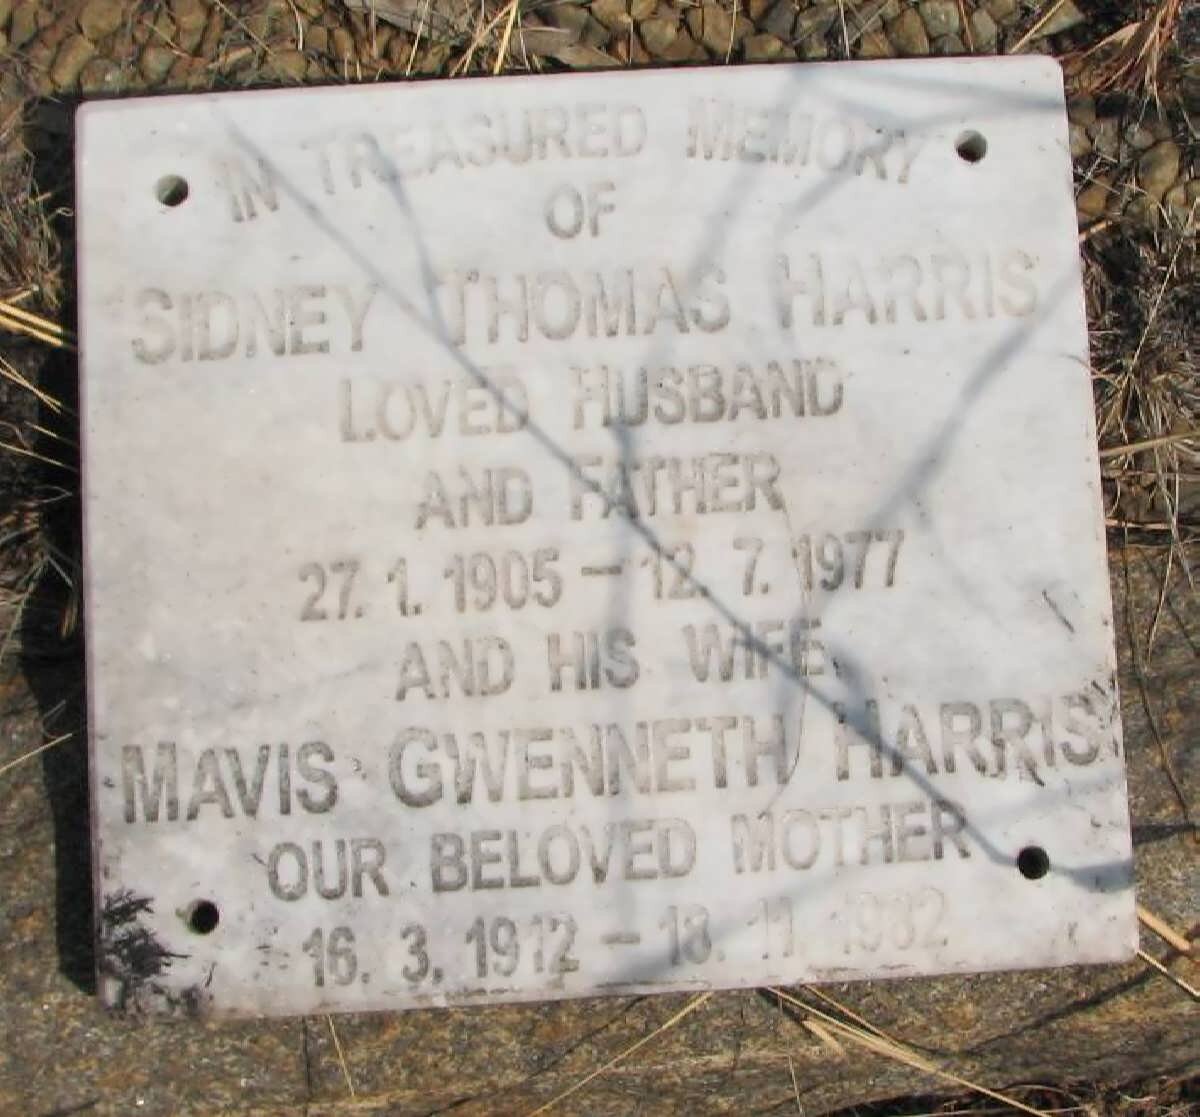 IN TREASURED MEMORY
OF
SIDNEY THOMAS HARRIS
LOVED HUSBAND
AND FATHER
27. 1. 1905 – 12. 7. 1977
AND HIS WIFE,
MAVIS GWENNETH HARRIS
OUR BELOVED MOTHER
16. 3. 1912 – 18. 11. 1982